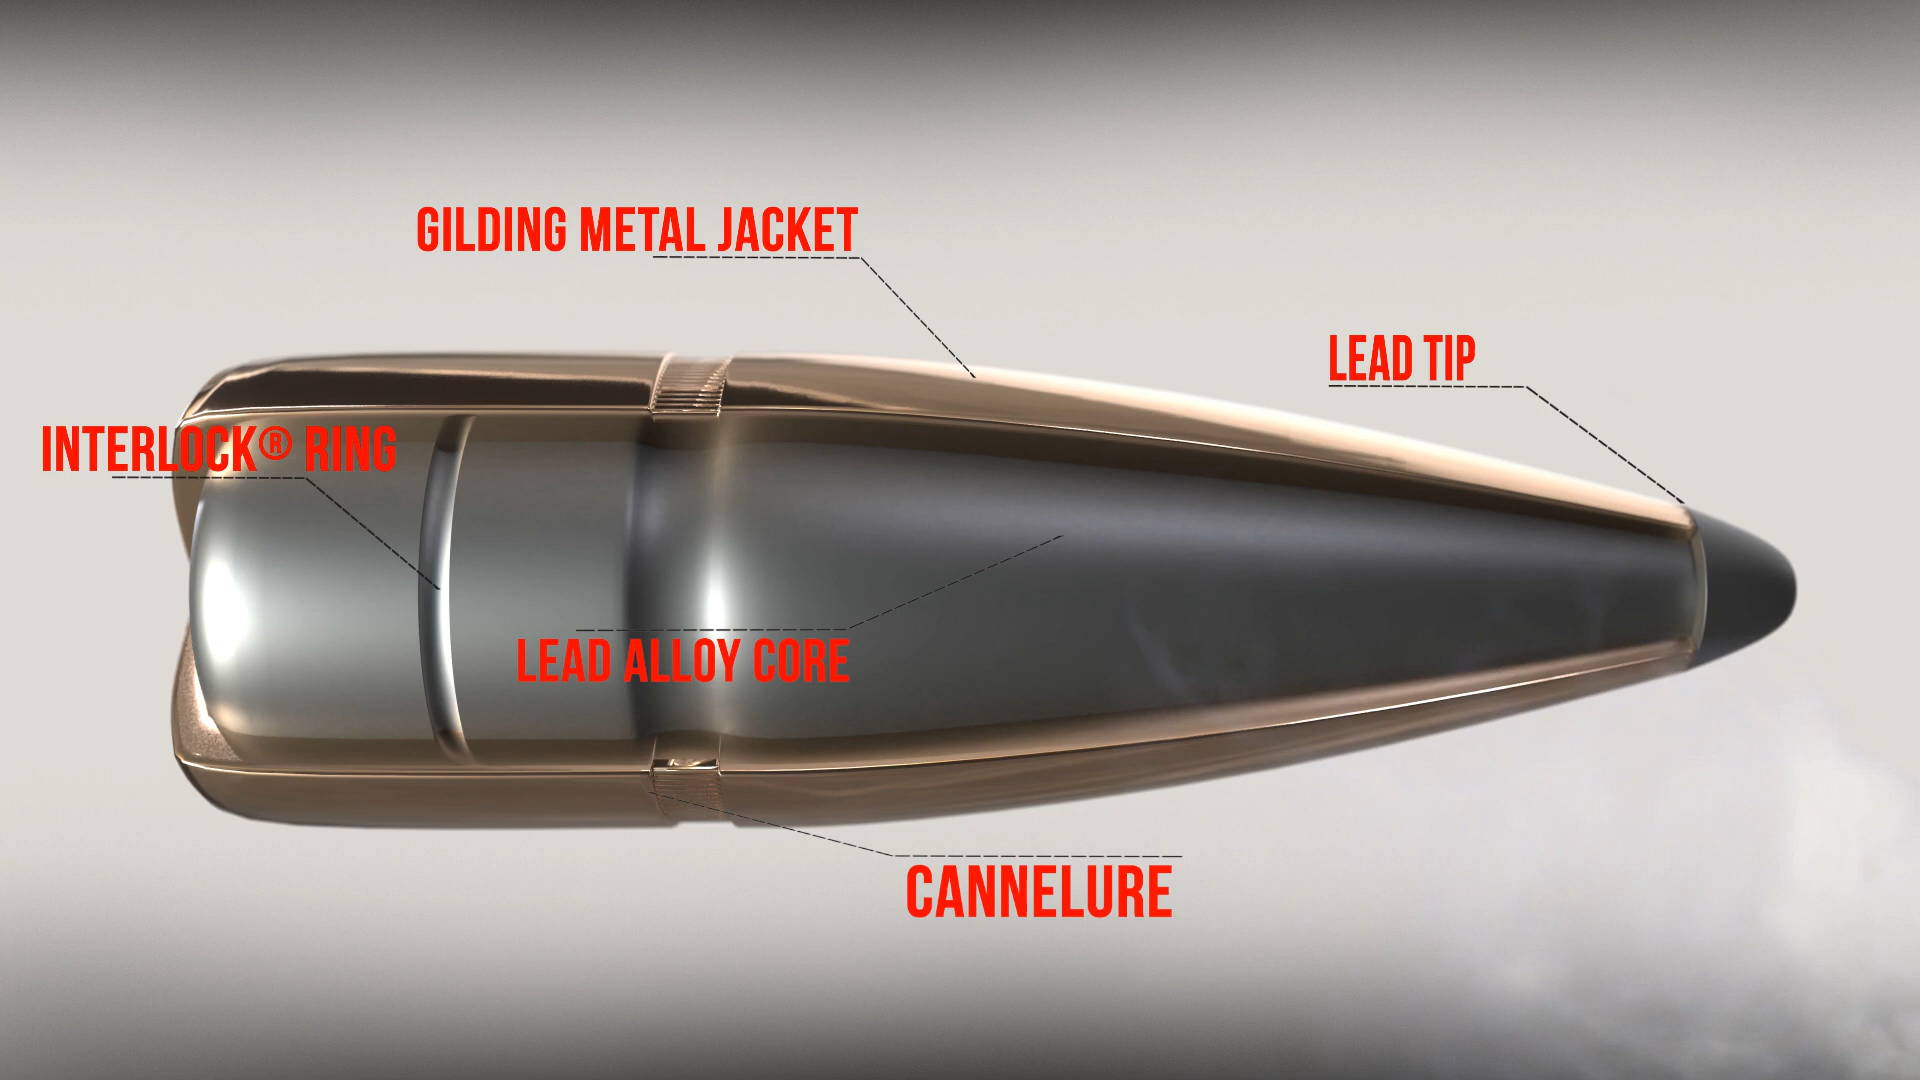 GILDING METAL JACKET
LEAD TIP
INTERLOCK® RING
LEAD ALLOY CORE
CANNELURE